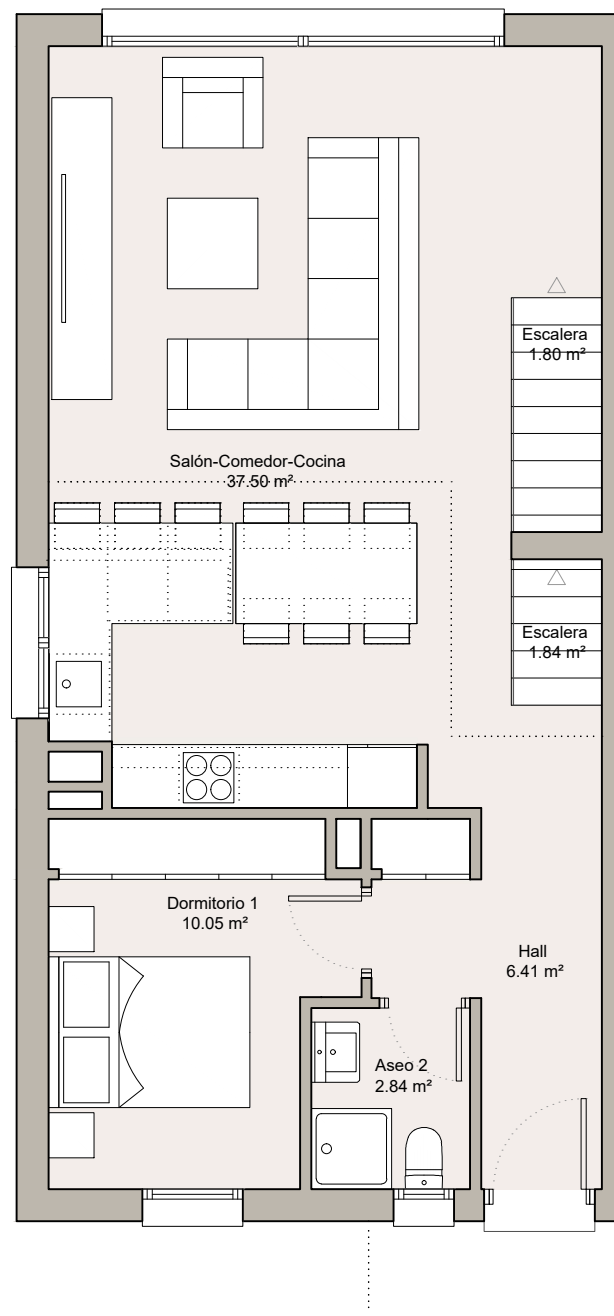 Escalera
1.80 m²
Salón-Comedor-Cocina
37.50 m²
Escalera
1.84 m²
Dormitorio 1
10.05 m²
Hall
6.41 m²
Aseo 2
2.84 m²